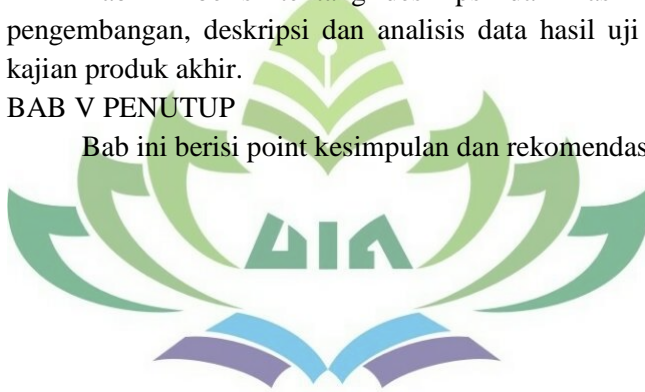 pengembangan, deskripsi dan analisis data hasil uji
kajian produk akhir.
BAB V PENUTUP
Bab ini berisi point kesimpulan dan rekomendas
UIN